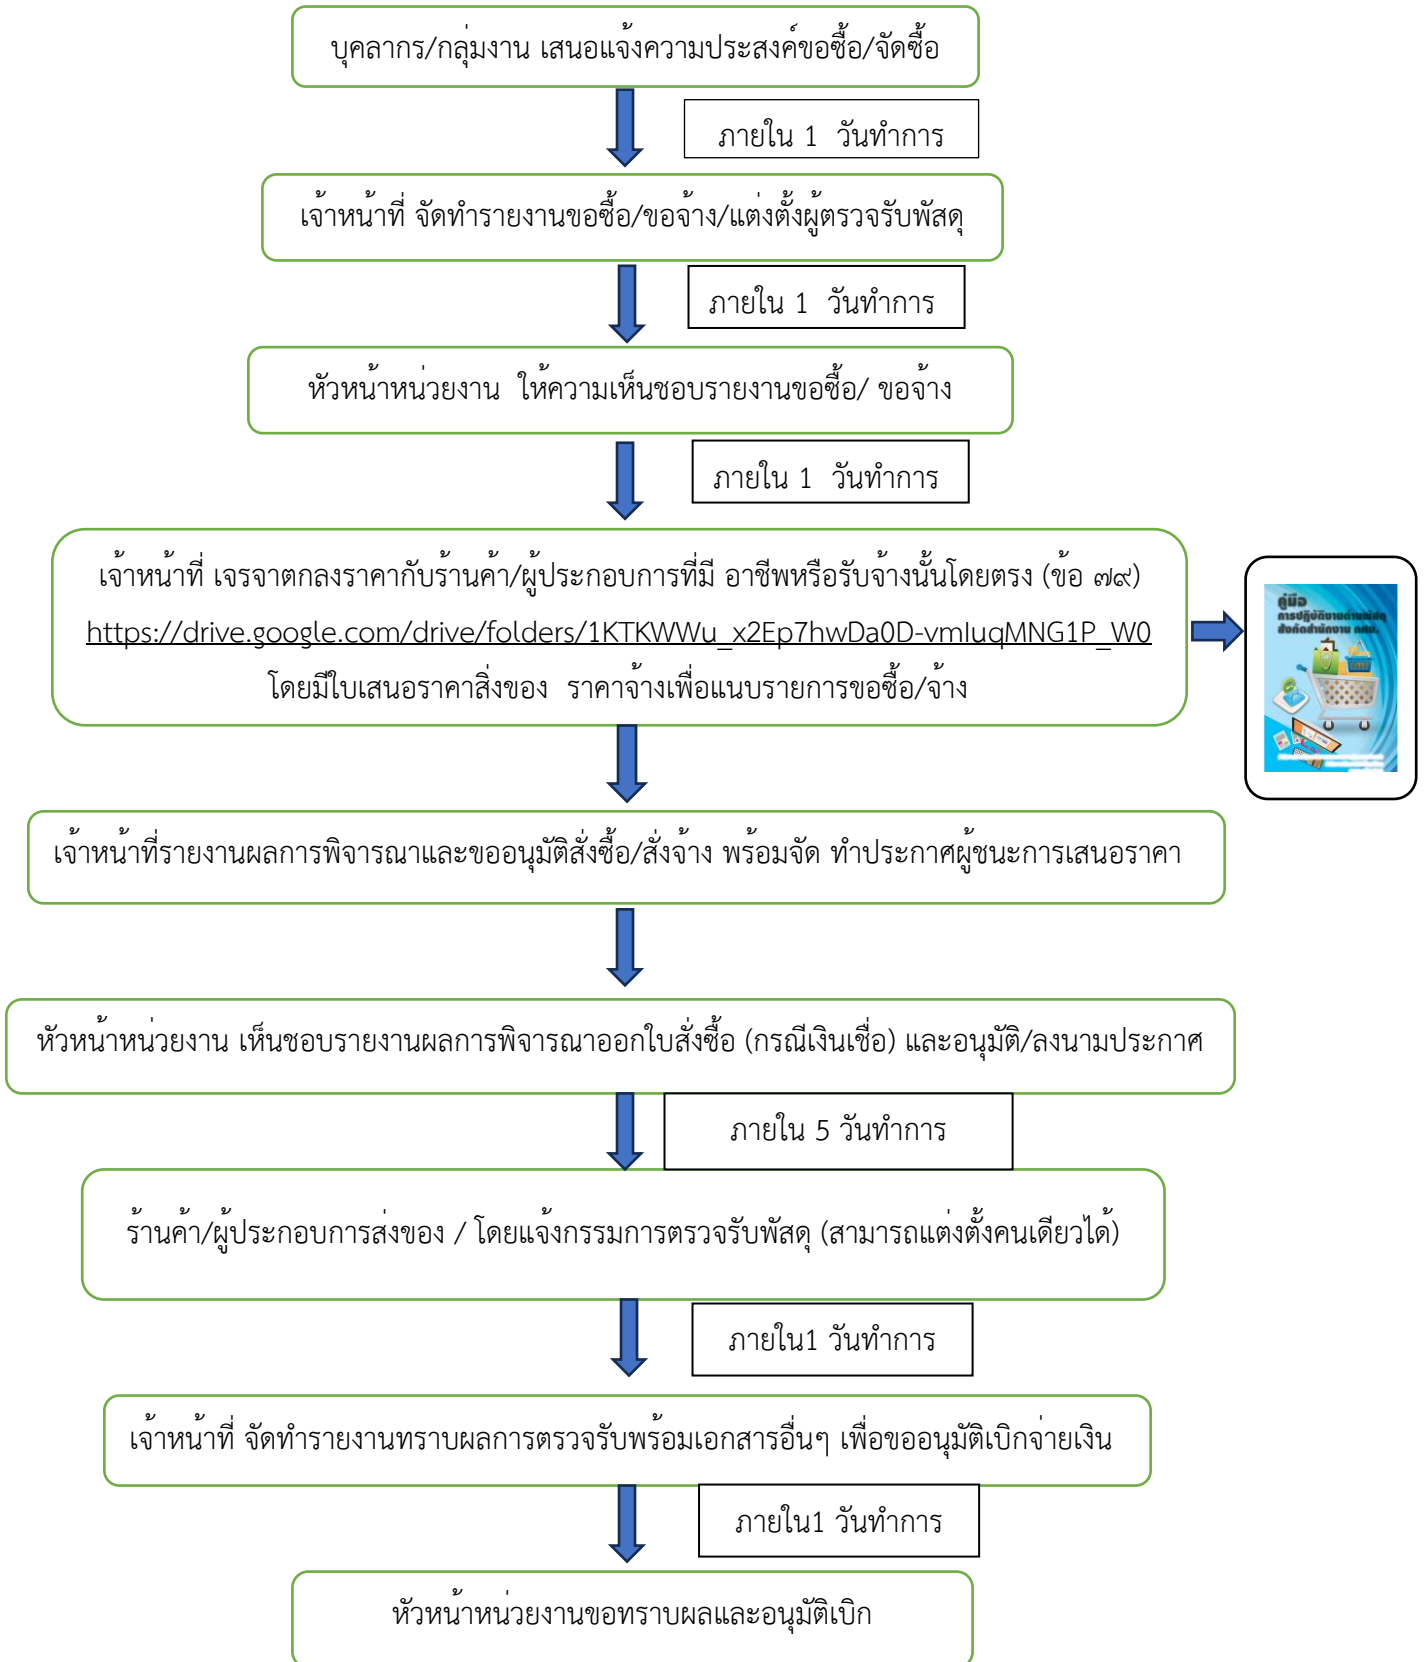 บุคลากร/กลุ่มงาน เสนอแจ้งความประสงค์ขอซื้อ/จัดซื้อ
ภายใน 1 วันทำการ
เจ้าหน้าที่ จัดทำรายงานขอซื้อ/ขอจ้าง/แต่งตั้งผู้ตรวจรับพัสดุ
ภายใน 1 วันทำการ
หัวหน้าหน่วยงาน ให้ความเห็นชอบรายงานขอซื้อ/ ขอจ้าง
ภายใน 1 วันทำการ
เจ้าหน้าที่ เจรจาตกลงราคากับร้านค้า/ผู้ประกอบการที่มี อาชีพหรือรับจ้างนั้นโดยตรง (ข้อ ๗๙)
https://drive.google.com/drive/folders/1KTKWWu_x2Ep7hwDa0D-vmIuqMNG1P_W0
โดยมีใบเสนอราคาสิ่งของ ราคาจ้างเพื่อแนบรายการขอซื้อ/จ้าง
คู่มือ
การปฏิบัติงานด้านพัสดุ
สังกัดสำนักงาน กศน.
เจ้าหน้าที่รายงานผลการพิจารณาและขออนุมัติสั่งซื้อ/สั่งจ้าง พร้อมจัด ทำประกาศผู้ชนะการเสนอราคา
หัวหน้าหน่วยงาน เห็นชอบรายงานผลการพิจารณาออกใบสั่งซื้อ (กรณีเงินเชื่อ) และอนุมัติ/ลงนามประกาศ
ภายใน 5 วันทำการ
ร้านค้า/ผู้ประกอบการส่งของ / โดยแจ้งกรรมการตรวจรับพัสดุ (สามารถแต่งตั้งคนเดียวได้)
ภายใน1 วันทำการ
เจ้าหน้าที่ จัดทำรายงานทราบผลการตรวจรับพร้อมเอกสารอื่นๆ เพื่อขออนุมัติเบิกจ่ายเงิน
ภายใน1 วันทำการ
หัวหน้าหน่วยงานขอทราบผลและอนุมัติเบิก